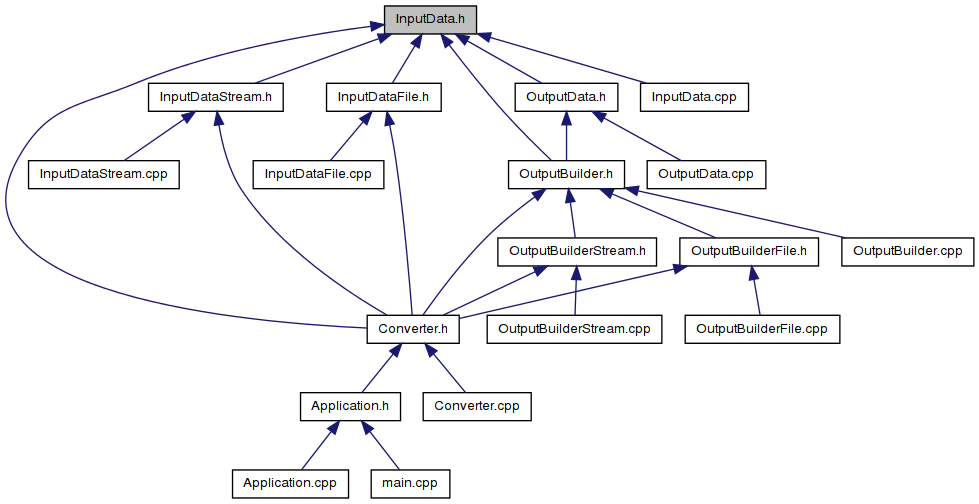 InputData.h
InputDataStream.h
InputDataFile.h
OutputData.h
InputData.cpp
InputDataStream.cpp
InputDataFile.cpp
OutputBuilder.h
OutputData.cpp
OutputBuilderStream.h
OutputBuilderFile.h
OutputBuilder.cpp
Converter.h
OutputBuilderStream.cpp
OutputBuilderFile.cpp
Application.h
Converter.cpp
Application.cpp
main.cpp